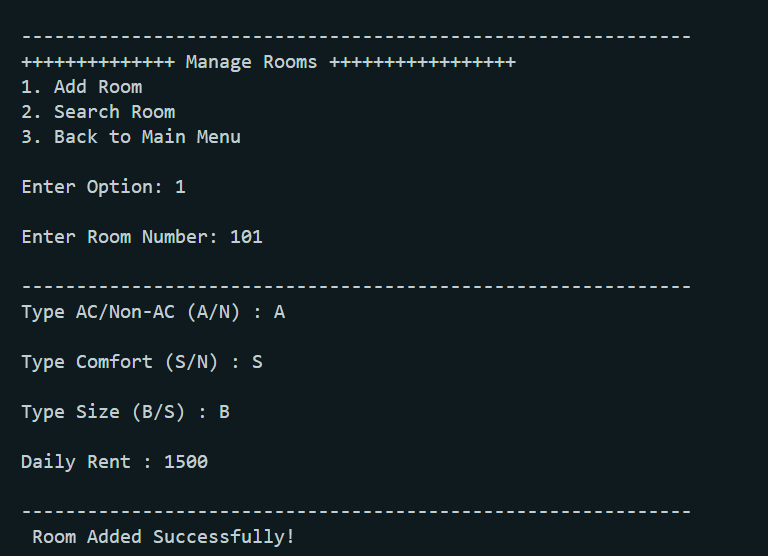 -------------------------------------------------------------
++++++++++++++ Manage Rooms +++++++++++++++++
1. Add Room
2. Search Room
3. Back to Main Menu
Enter Option: 1
Enter Room Number: 101
-------------------------------------------------------------
Type AC/Non-AC (A/N) : A
Type Comfort (S/N) : S
Type Size (B/S) : B
Daily Rent : 1500
-------------------------------------------------------------
Room Added Successfully!